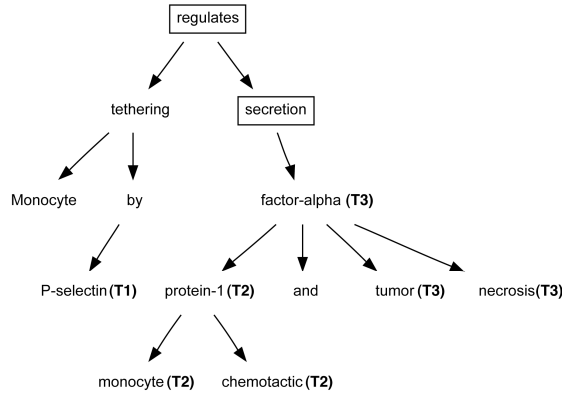 regulates
tethering secretion
Monocyte by factor-alpha (T3)
P-selectin (T1) protein-1 (T2) and tumor (T3) necrosis(T3)
monocyte (T2) chemotactic (T2)